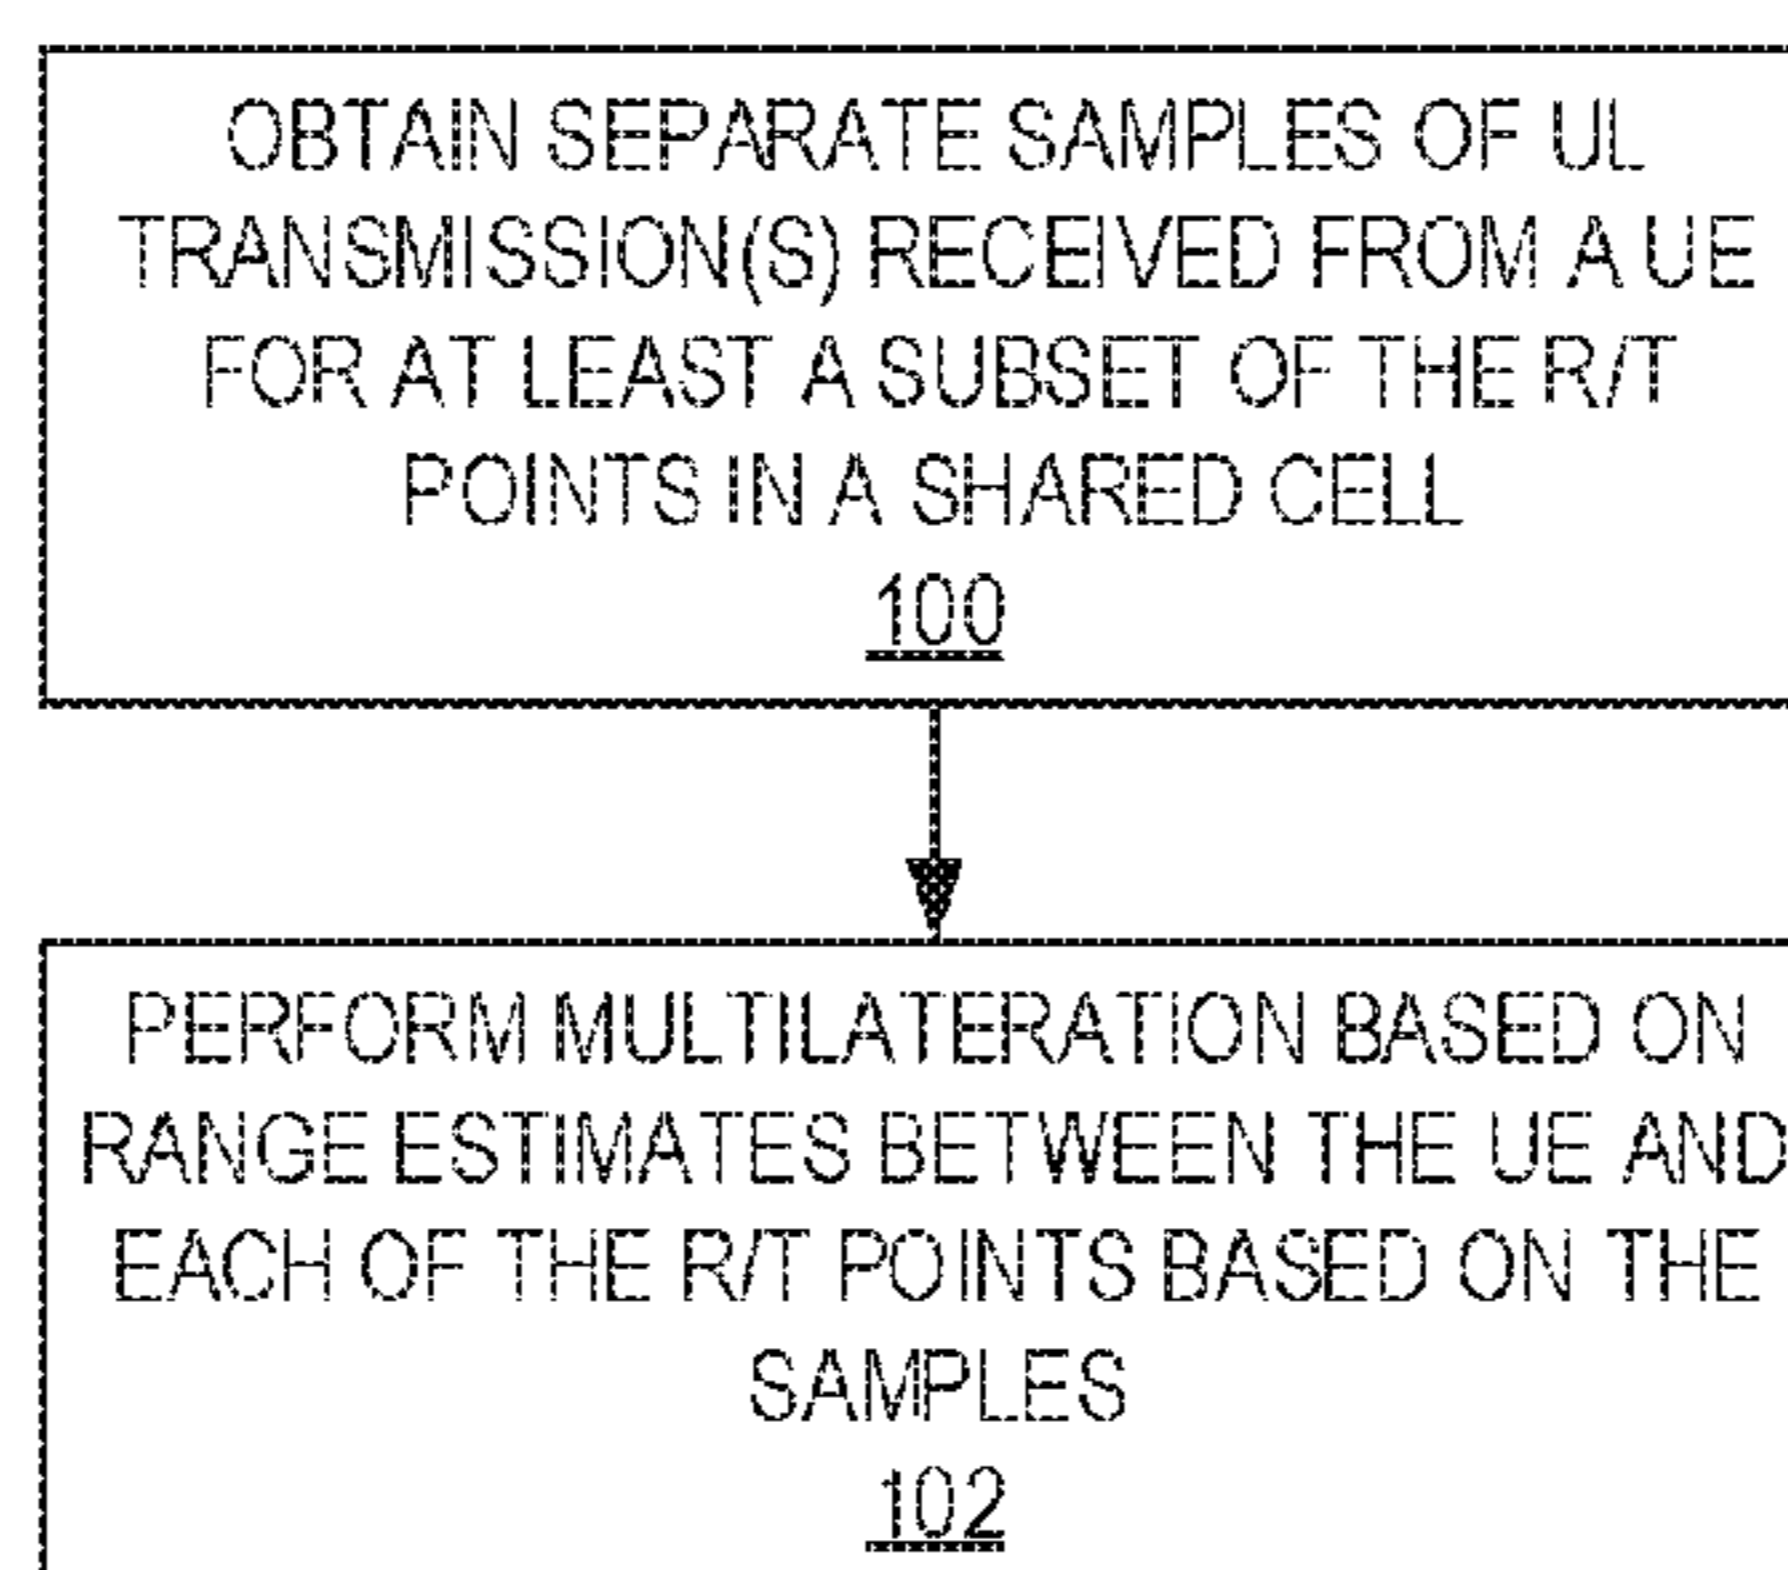 OBTAIN SEPARATE SAMPLES OF UL
TRANSMISSION(S) RECEIVED FROM A UE
FOR AT LEAST A SUBSET OF THE R/T
POINTS IN A SHARED CELL
100
PERFORM MULTILATERATION BASED ON
RANGE ESTIMATES BETWEEN THE UE AND
EACH OF THE R/T POINTS BASED ON THE
SAMPLES
102